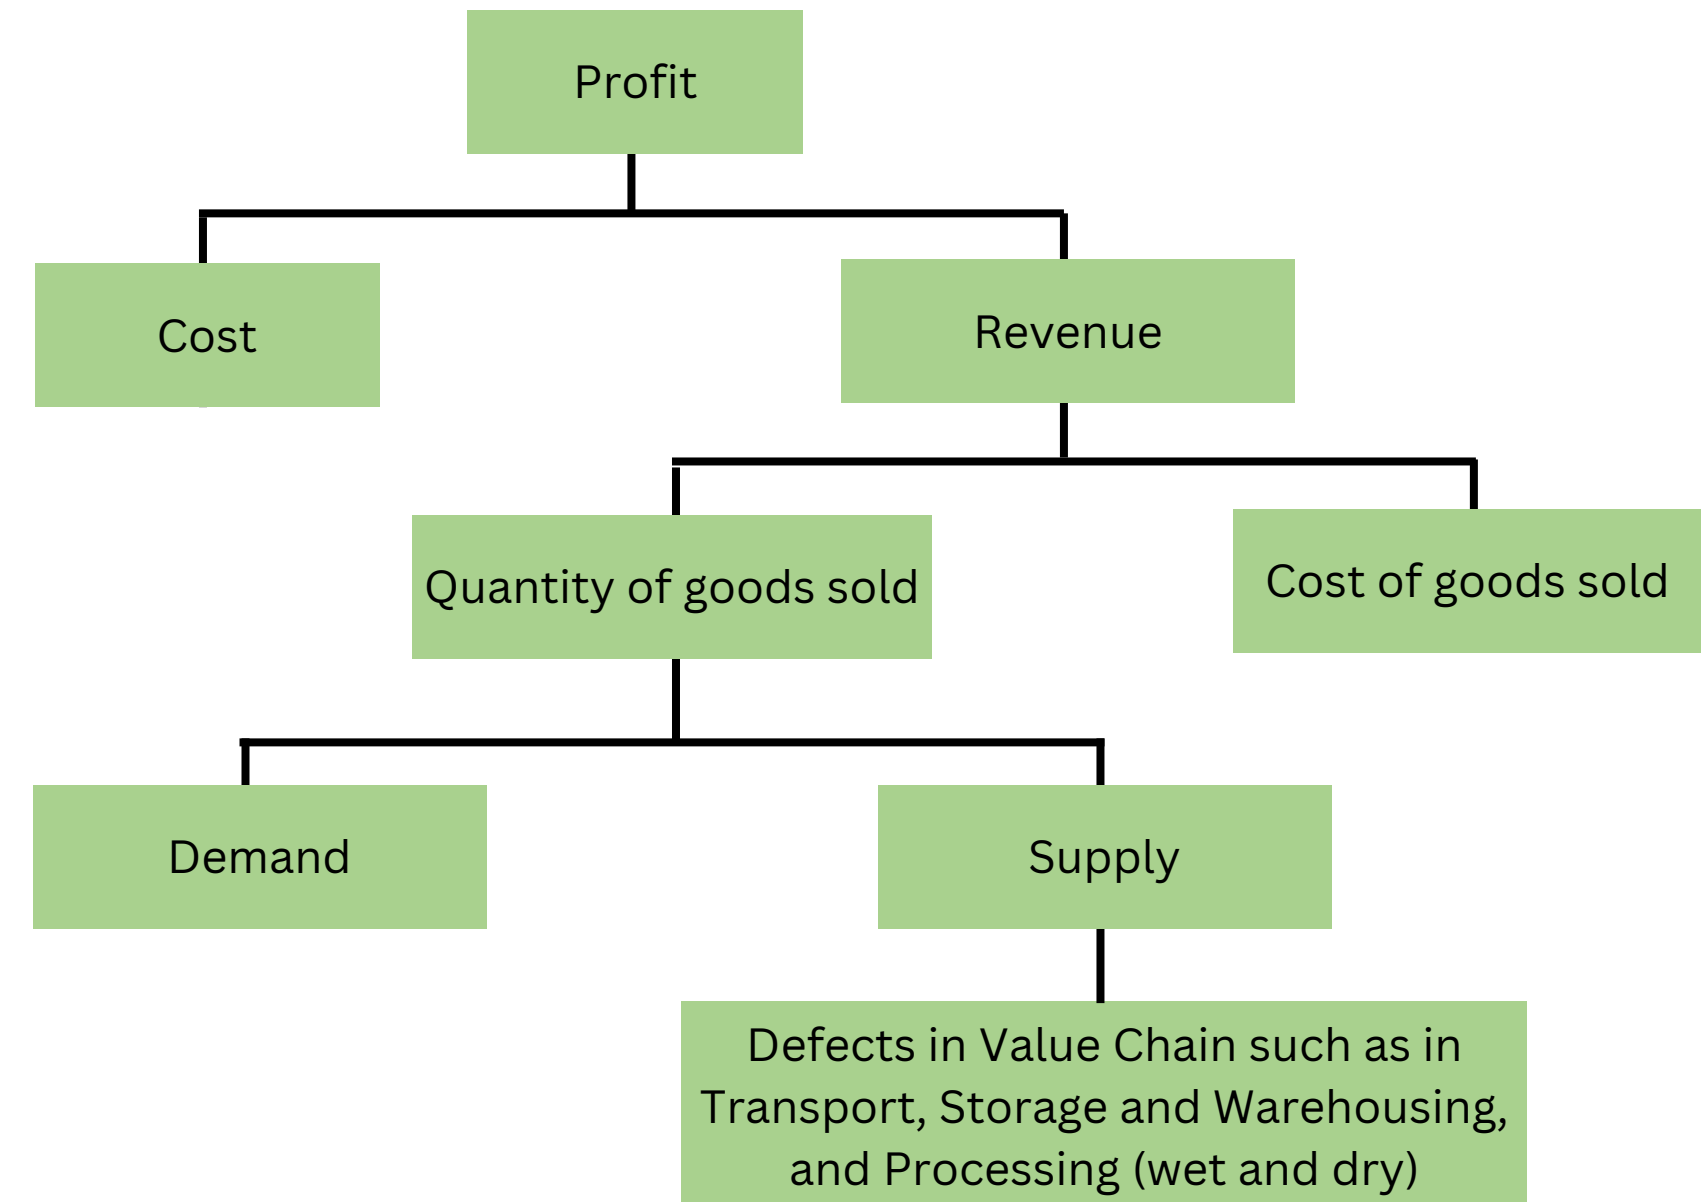 Profit
Cost
Revenue
Quantity of goods sold
Cost of goods sold
Demand
Supply
Defects in Value Chain such as in
Transport, Storage and Warehousing,
and Processing (wet and dry)